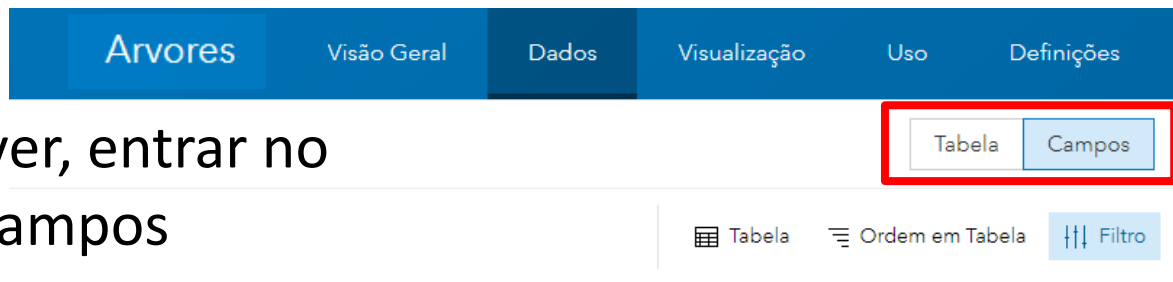 Arvores Visão Geral Dados Visualização Uso Definições
ver, entrar no
Tabela Campos
ampos
Tabela Ordem em Tabela Filtro